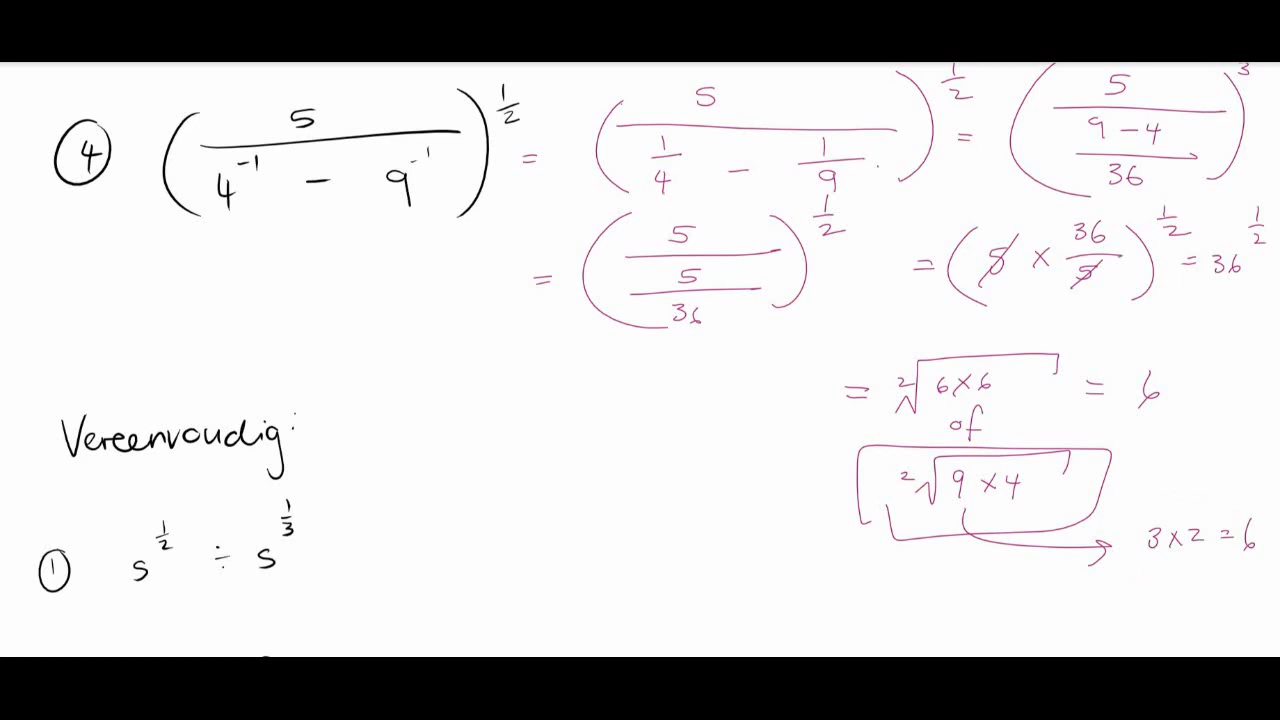 ④ (5 / (4^-1 - 9^-1))^(1/2) = (5 / (1/4 - 1/9))^(1/2) = (5 / ((9 - 4) / 36))^3
= (5 / (5/36))^(1/2) = (5 × 36/5)^(1/2) = 36^(1/2)
= ²√(6×6) = 6
of
²√(9×4)
3×2=6
Vereenvoudig:
① s^(1/2) ÷ s^(1/3)